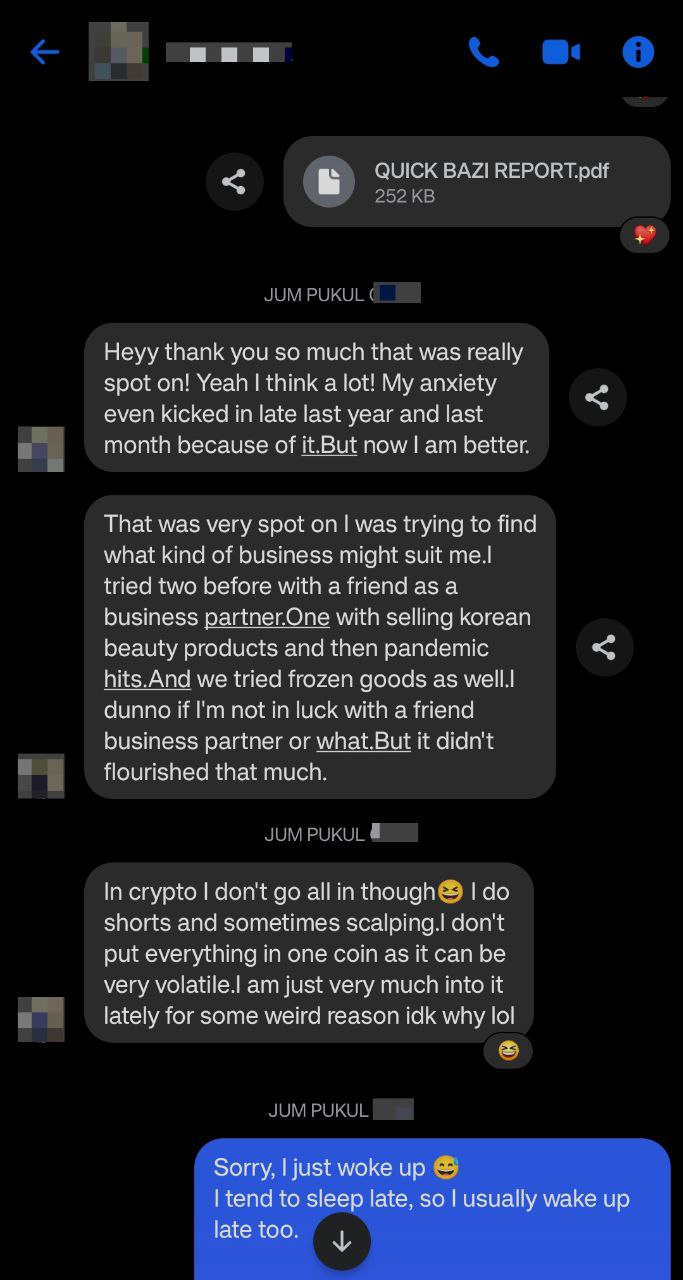 QUICK BAZI REPORT.pdf
252 KB
JUM PUKUL
Heyy thank you so much that was really
spot on! Yeah I think a lot! My anxiety
even kicked in late last year and last
month because of it.But now I am better.
That was very spot on I was trying to find
what kind of business might suit me.I
tried two before with a friend as a
business partner.One with selling korean
beauty products and then pandemic
hits.And we tried frozen goods as well.I
dunno if I'm not in luck with a friend
business partner or what.But it didn't
flourished that much.
JUM PUKUL
In crypto I don't go all in though😆 I do
shorts and sometimes scalping.I don't
put everything in one coin as it can be
very volatile.I am just very much into it
lately for some weird reason idk why lol
JUM PUKUL
Sorry, I just woke up 😅
I tend to sleep late, so I usually wake up
late too.